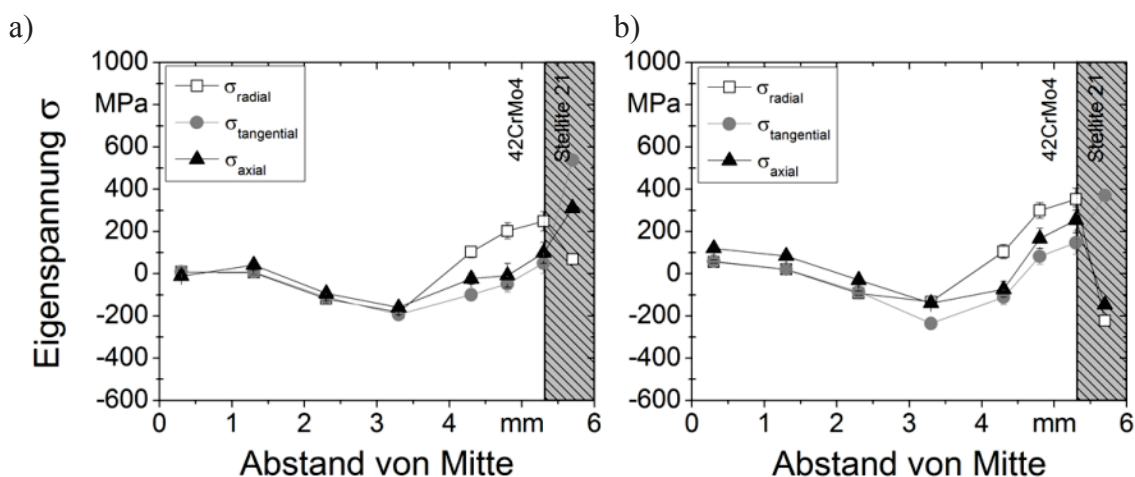 a)
1000
MPa
800
600
400
200
0
-200
-400
-600
σradial
σtangential
σaxial
42CrMo4
Stellite 21
0 1 2 3 4 mm 6
Abstand von Mitte
Eigenspannung σ
b)
1000
MPa
800
600
400
200
0
-200
-400
-600
σradial
σtangential
σaxial
42CrMo4
Stellite 21
0 1 2 3 4 mm 6
Abstand von Mitte